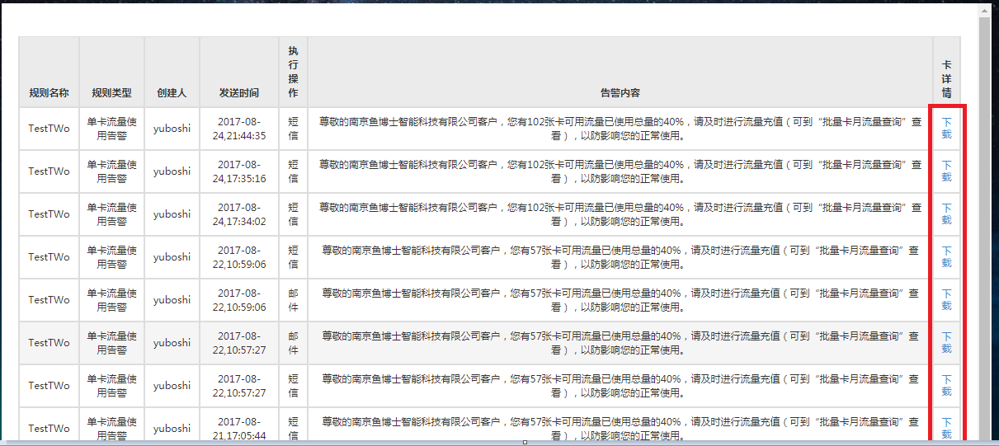 规则名称 规则类型 创建人 发送时间 执行操作 告警内容 卡详情
TestTWo 单卡流量使用告警 yuboshi 2017-08-24,21:44:35 短信 尊敬的南京鱼博士智能科技有限公司客户，您有102张卡可用流量已使用总量的40%，请及时进行流量充值（可到“批量卡月流量查询”查看），以防影响您的正常使用。 下载
TestTWo 单卡流量使用告警 yuboshi 2017-08-24,17:35:16 短信 尊敬的南京鱼博士智能科技有限公司客户，您有102张卡可用流量已使用总量的40%，请及时进行流量充值（可到“批量卡月流量查询”查看），以防影响您的正常使用。 下载
TestTWo 单卡流量使用告警 yuboshi 2017-08-24,17:34:02 短信 尊敬的南京鱼博士智能科技有限公司客户，您有102张卡可用流量已使用总量的40%，请及时进行流量充值（可到“批量卡月流量查询”查看），以防影响您的正常使用。 下载
TestTWo 单卡流量使用告警 yuboshi 2017-08-22,10:59:06 短信 尊敬的南京鱼博士智能科技有限公司客户，您有57张卡可用流量已使用总量的40%，请及时进行流量充值（可到“批量卡月流量查询”查看），以防影响您的正常使用。 下载
TestTWo 单卡流量使用告警 yuboshi 2017-08-22,10:59:06 邮件 尊敬的南京鱼博士智能科技有限公司客户，您有57张卡可用流量已使用总量的40%，请及时进行流量充值（可到“批量卡月流量查询”查看），以防影响您的正常使用。 下载
TestTWo 单卡流量使用告警 yuboshi 2017-08-22,10:57:27 邮件 尊敬的南京鱼博士智能科技有限公司客户，您有57张卡可用流量已使用总量的40%，请及时进行流量充值（可到“批量卡月流量查询”查看），以防影响您的正常使用。 下载
TestTWo 单卡流量使用告警 yuboshi 2017-08-22,10:57:27 短信 尊敬的南京鱼博士智能科技有限公司客户，您有57张卡可用流量已使用总量的40%，请及时进行流量充值（可到“批量卡月流量查询”查看），以防影响您的正常使用。 下载
TestTWo 单卡流量使用告警 yuboshi 2017-08-21,17:05:44 短信 尊敬的南京鱼博士智能科技有限公司客户，您有57张卡可用流量已使用总量的40%，请及时进行流量充值（可到“批量卡月流量查询”查看），以防影响您的正常使用。 下载